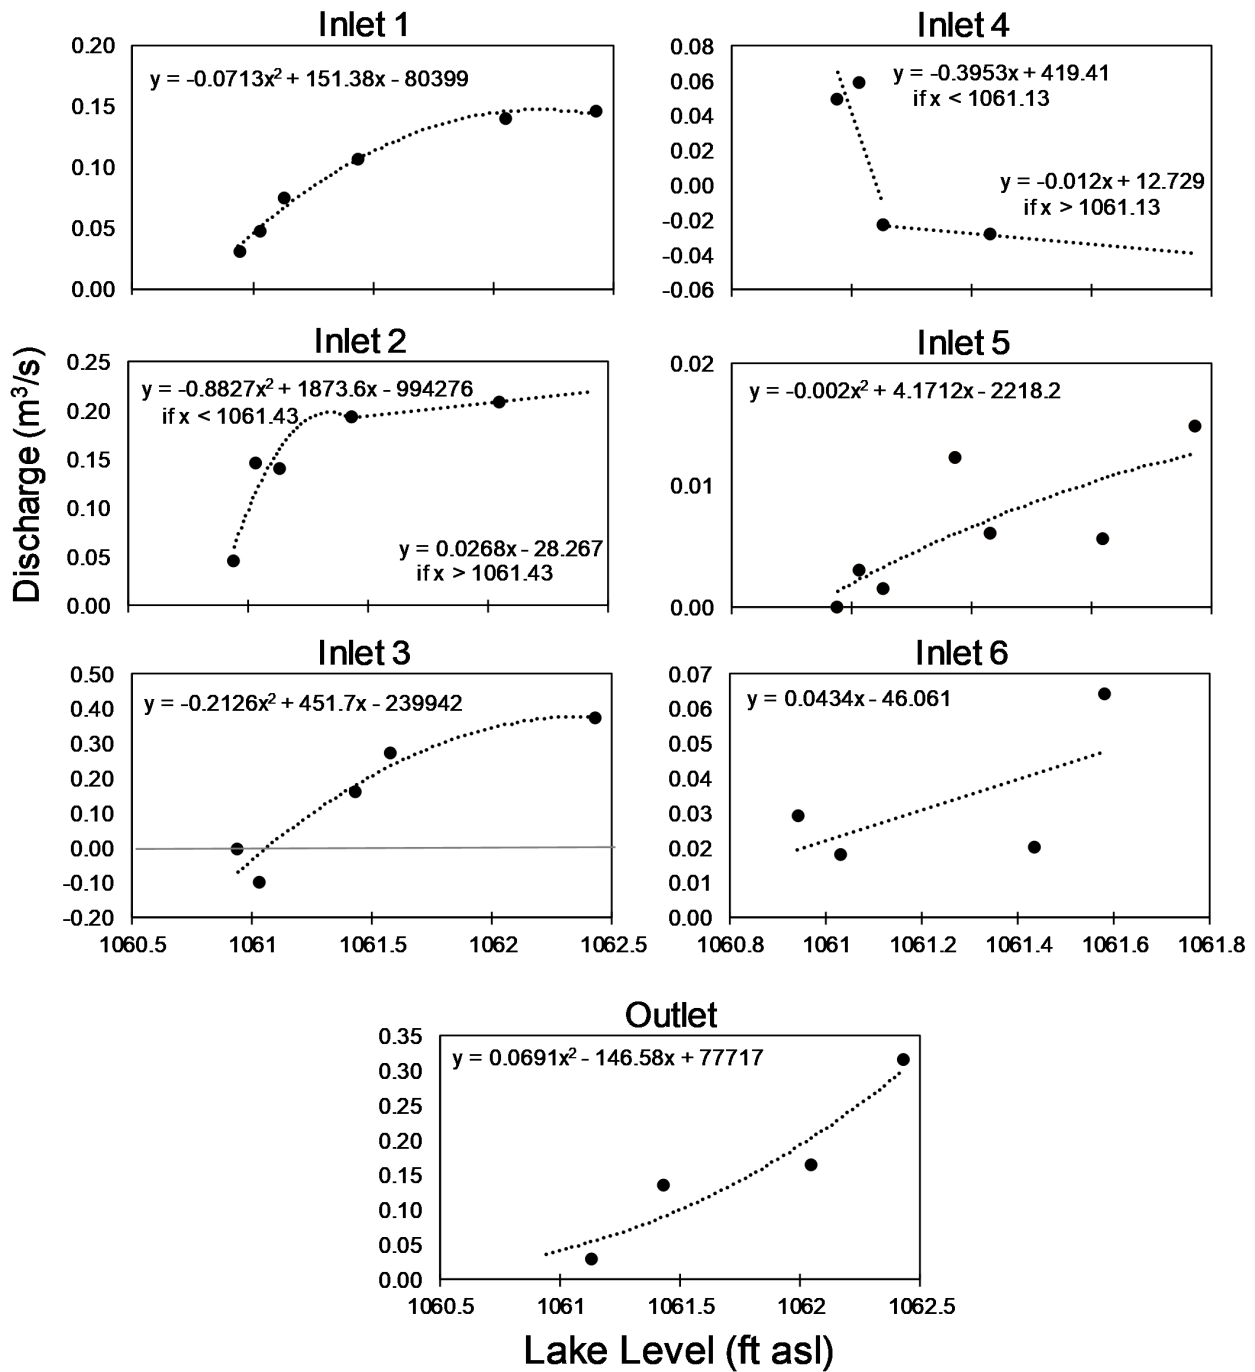 Inlet 1
0.20
0.15
0.10
0.05
0.00
y = -0.0713x² + 151.38x - 80399
Inlet 4
0.08
0.06
0.04
0.02
0.00
-0.02
-0.04
-0.06
y = -0.3953x + 419.41
if x < 1061.13
y = -0.012x + 12.729
if x > 1061.13
Discharge (m³/s)
Inlet 2
0.25
0.20
0.15
0.10
0.05
0.00
y = -0.8827x² + 1873.6x - 994276
if x < 1061.43
y = 0.0268x - 28.267
if x > 1061.43
Inlet 5
0.02
0.01
0.00
y = -0.002x² + 4.1712x - 2218.2
Inlet 3
0.50
0.40
0.30
0.20
0.10
0.00
-0.10
-0.20
y = -0.2126x² + 451.7x - 239942
1060.5 1061 1061.5 1062 1062.5
Inlet 6
0.07
0.06
0.05
0.04
0.03
0.02
0.01
0.00
y = 0.0434x - 46.061
1060.8 1061 1061.2 1061.4 1061.6 1061.8
Outlet
0.35
0.30
0.25
0.20
0.15
0.10
0.05
0.00
y = 0.0691x² - 146.58x + 77717
1060.5 1061 1061.5 1062 1062.5
Lake Level (ft asl)